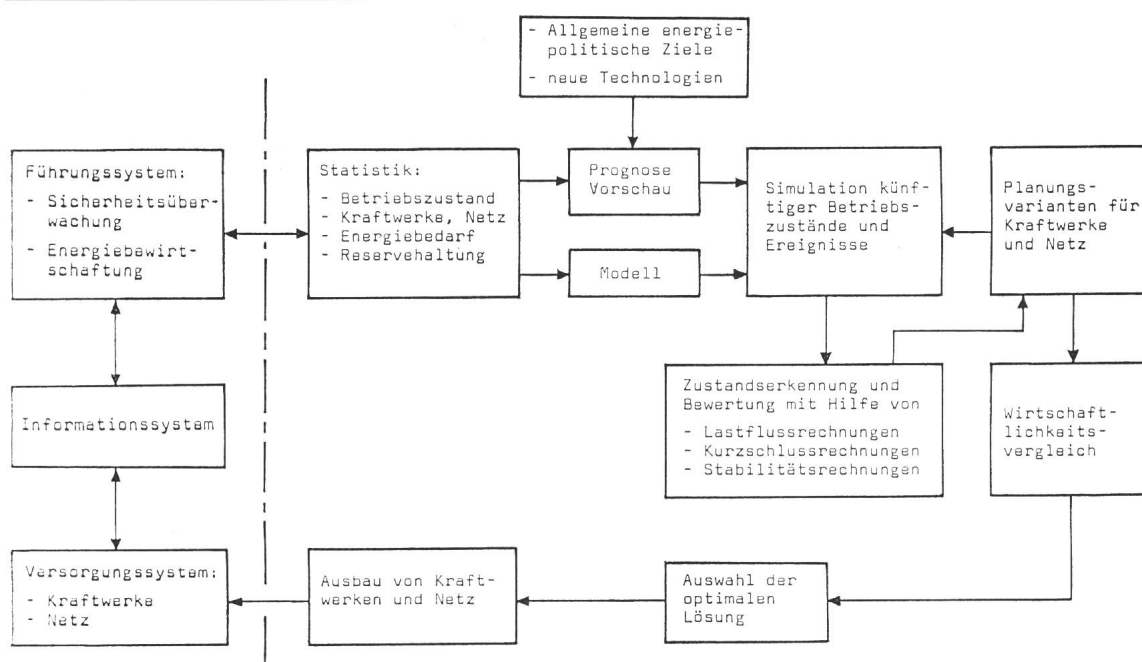 - Allgemeine energie-
politische Ziele
- neue Technologien
Führungssystem:
- Sicherheitsüber-
wachung
- Energiebewirt-
schaftung
Statistik:
- Betriebszustand
- Kraftwerke, Netz
- Energiebedarf
- Reservehaltung
Prognose
Vorschau
Modell
Simulation künf-
tiger Betriebs-
zustände und
Ereignisse
Planungs-
varianten für
Kraftwerke
und Netz
Informationssystem
Zustandserkennung und
Bewertung mit Hilfe von
- Lastflussrechnungen
- Kurzschlussrechnungen
- Stabilitätsrechnungen
Wirtschaft-
lichkeits-
vergleich
Versorgungssystem:
- Kraftwerke
- Netz
Ausbau von Kraft-
werken und Netz
Auswahl der
optimalen
Lösung